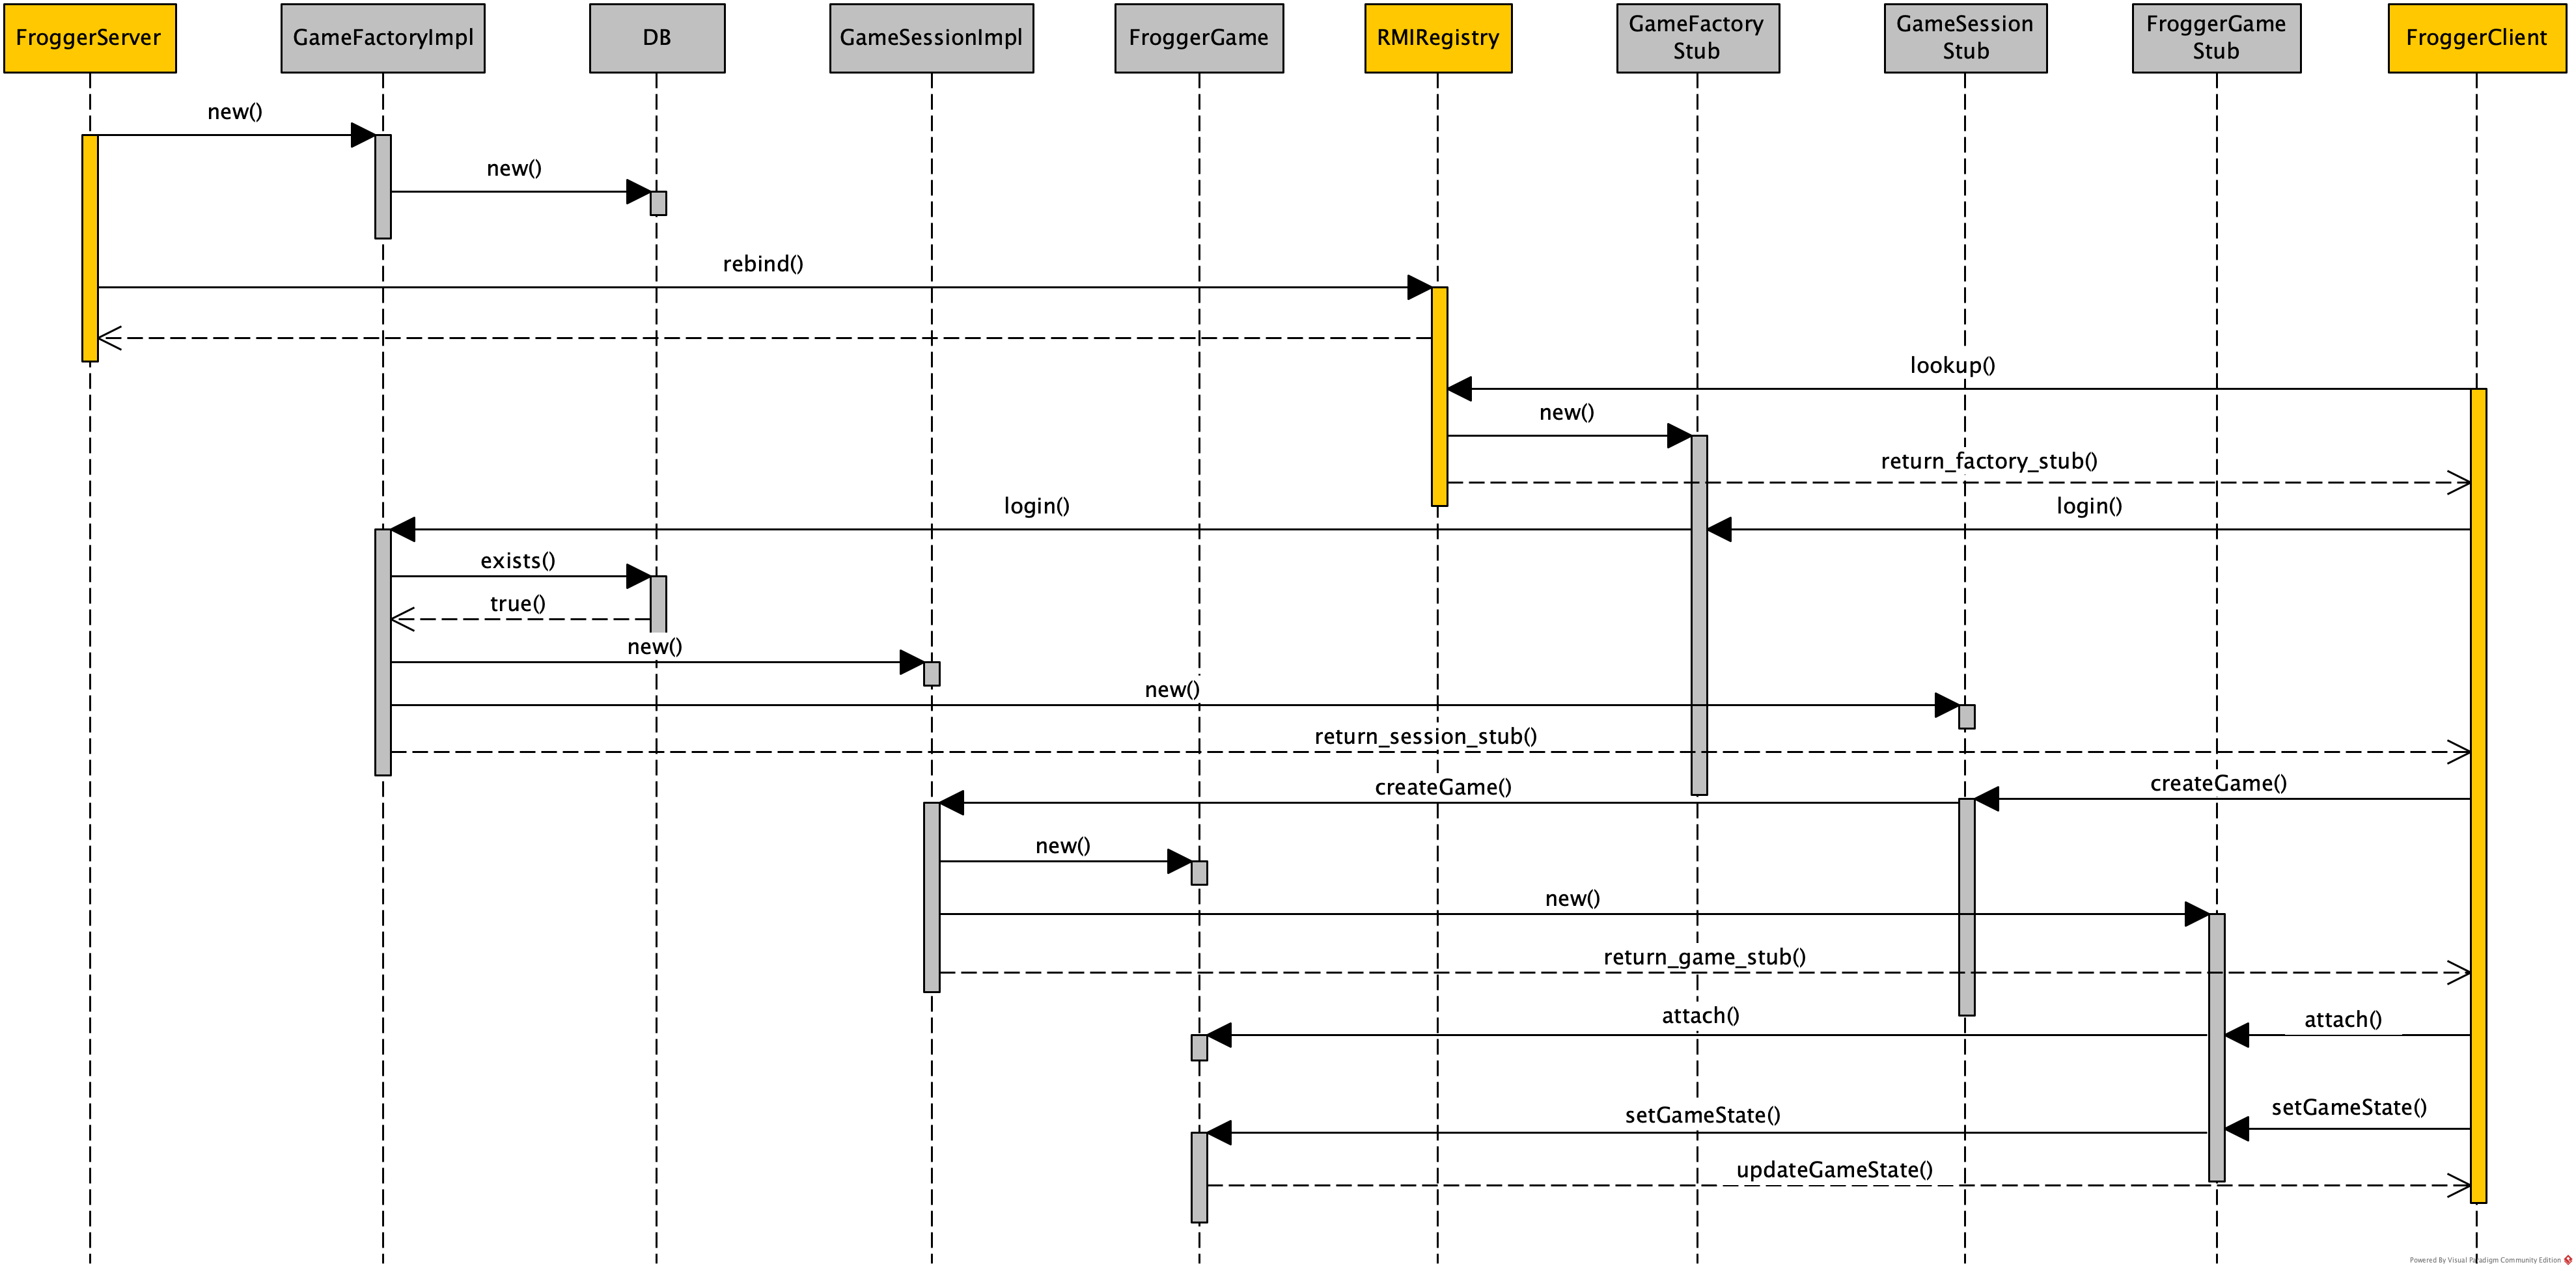 FroggerServer
GameFactoryImpl
DB
GameSessionImpl
FroggerGame
RMIRegistry
GameFactory
Stub
GameSession
Stub
FroggerGame
Stub
FroggerClient
new()
new()
rebind()
lookup()
new()
return_factory_stub()
login()
login()
exists()
true()
new()
new()
return_session_stub()
createGame()
createGame()
new()
new()
return_game_stub()
attach()
attach()
setGameState()
setGameState()
updateGameState()
Powered By Visual Paradigm Community Edition